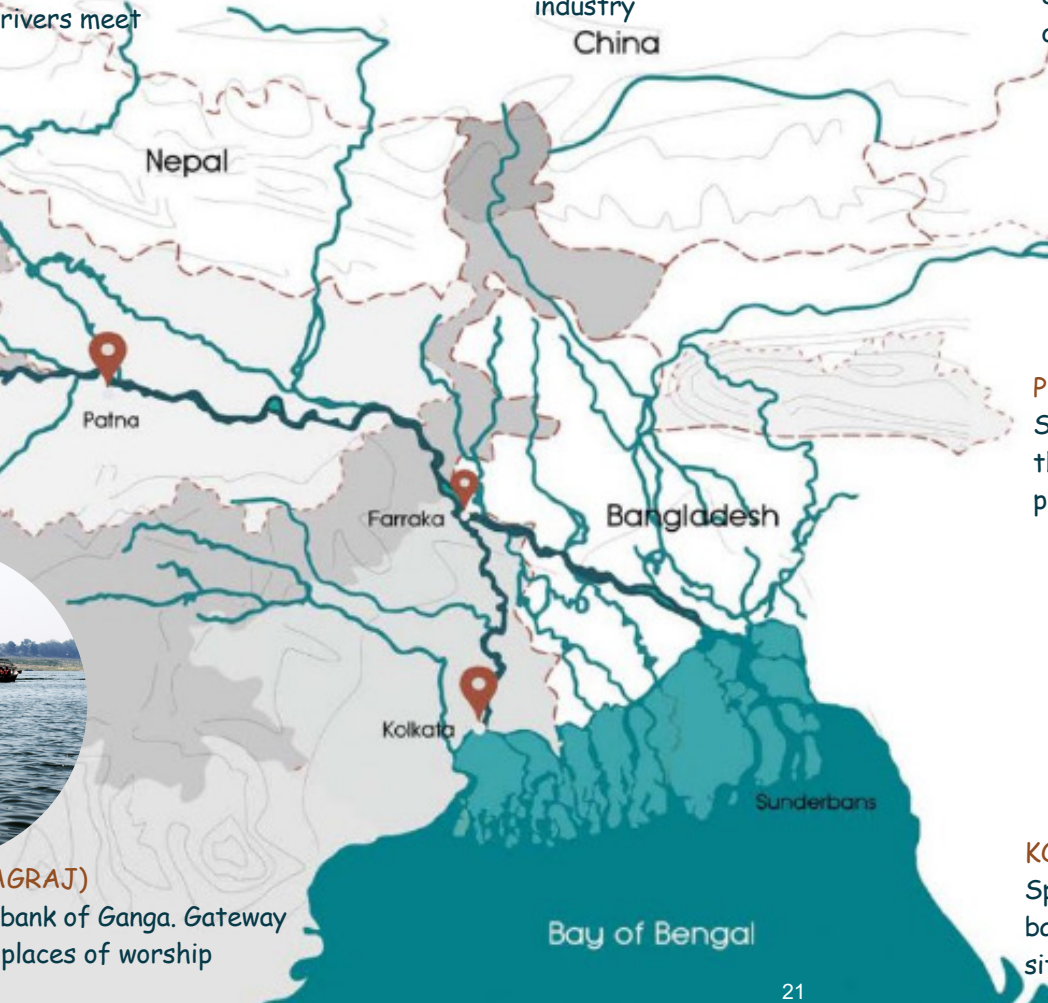 rivers meet
industry
China
Nepal
Patna
Farraka
Bangladesh
Kolkata
Sunderbans
Bay of Bengal
bank of Ganga. Gateway
places of worship
21